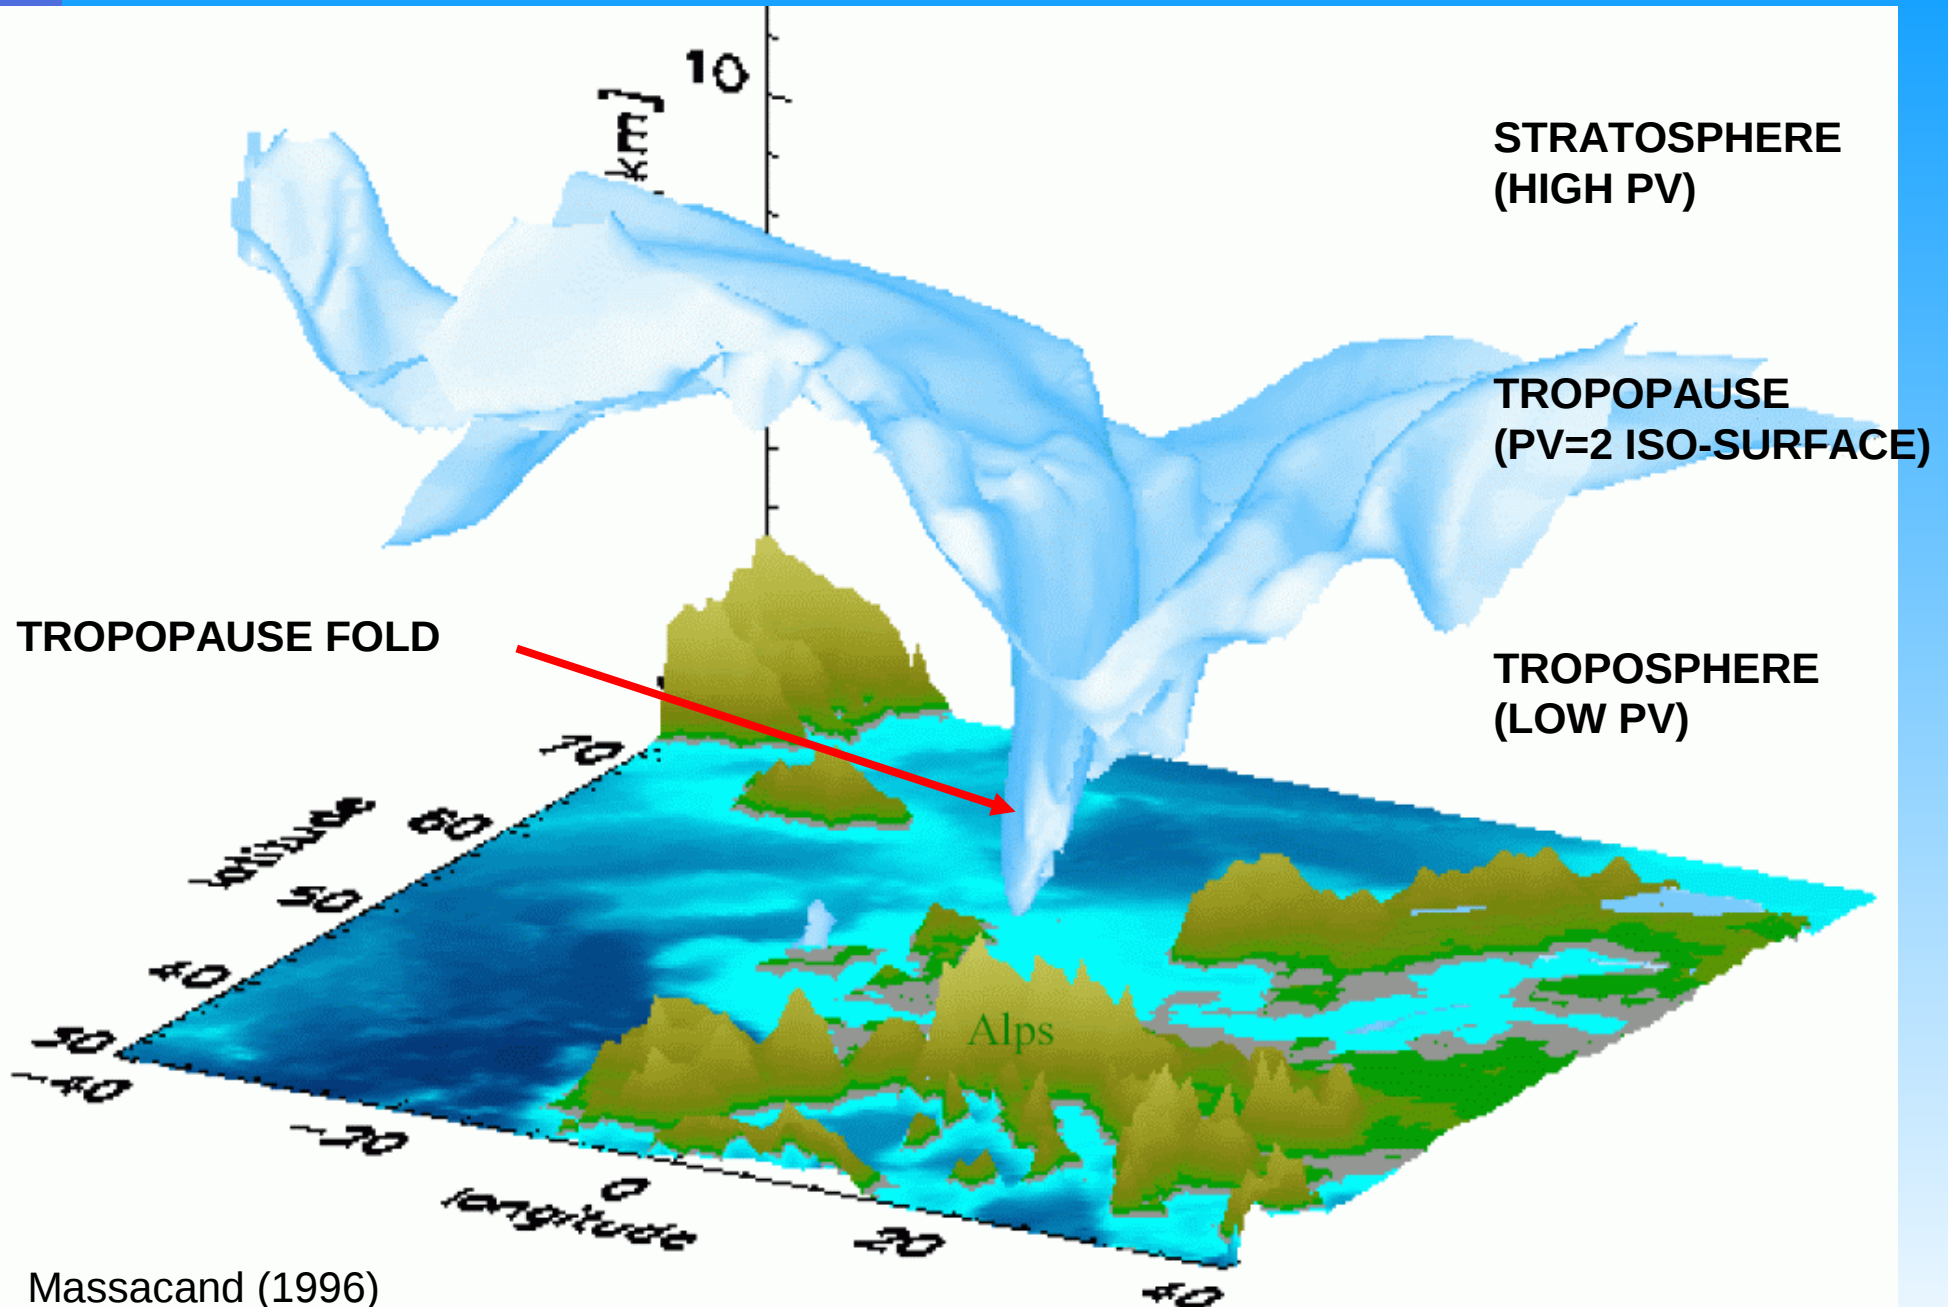 10
km]
STRATOSPHERE
(HIGH PV)
TROPOPAUSE
(PV=2 ISO-SURFACE)
TROPOPAUSE FOLD
TROPOSPHERE
(LOW PV)
70
60
latitude
50
40
30
Alps
-40
-20
0
longitude
20
40
Massacand (1996)